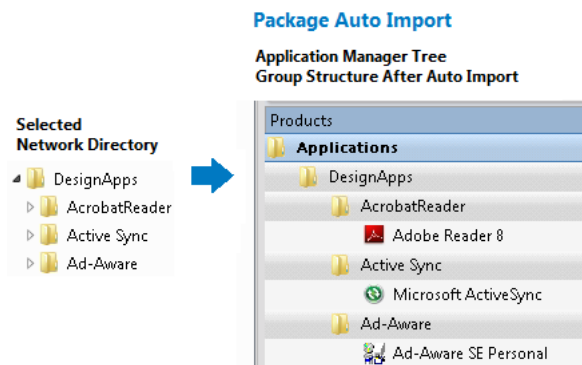 Package Auto Import
Application Manager Tree
Group Structure After Auto Import
Selected
Network Directory
DesignApps
AcrobatReader
Active Sync
Ad-Aware
Products
Applications
DesignApps
AcrobatReader
Adobe Reader 8
Active Sync
Microsoft ActiveSync
Ad-Aware
Ad-Aware SE Personal